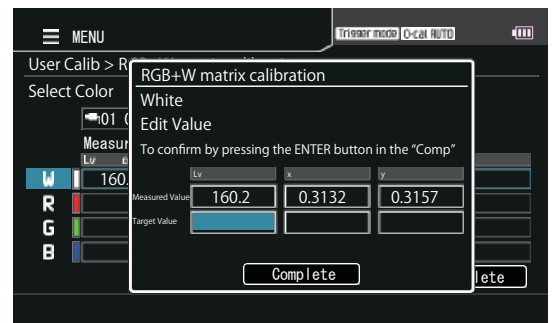 MENU
Trigger mode O-cal AUTO
User Calib > R
RGB+W matrix calibration
Select Color
White
01
Edit Value
Measur
To confirm by pressing the ENTER button in the “Comp”
Lv
Lv x y
W 160.
Measured Value 160.2 0.3132 0.3157
R
Target Value
G
B
Complete
lete